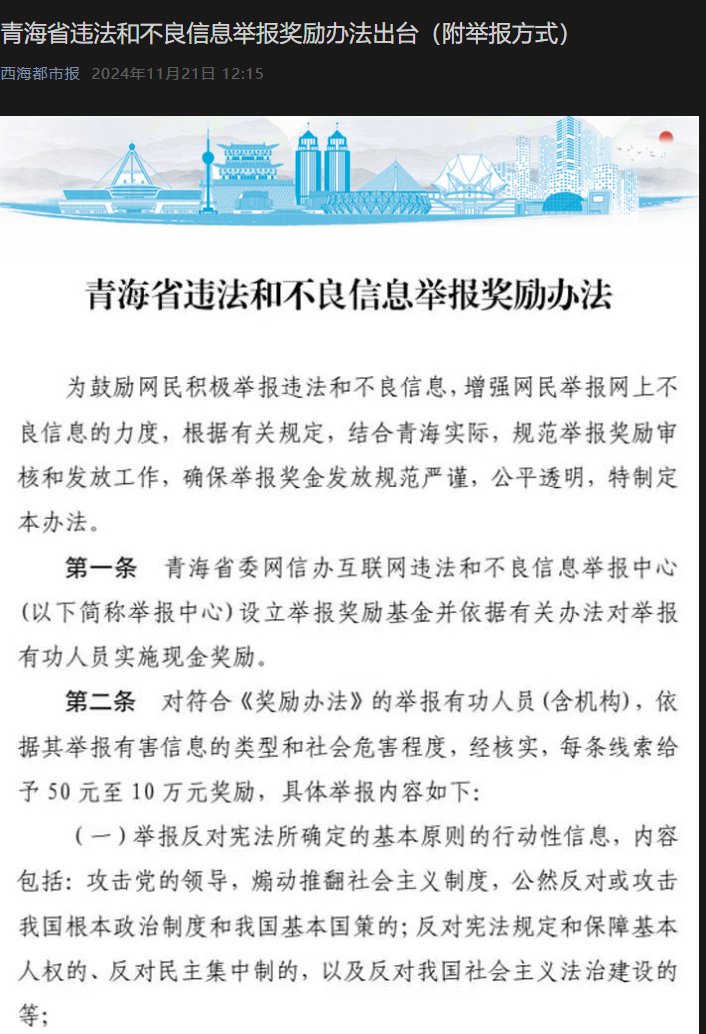 青海省违法和不良信息举报奖励办法出台（附举报方式）
西海都市报 2024年11月21日 12:15
青海省违法和不良信息举报奖励办法
为鼓励网民积极举报违法和不良信息，增强网民举报网上不
良信息的力度，根据有关规定，结合青海实际，规范举报奖励审
核和发放工作，确保举报奖金发放规范严谨，公平透明，特制定
本办法。
第一条 青海省委网信办互联网违法和不良信息举报中心
(以下简称举报中心)设立举报奖励基金并依据有关办法对举报
有功人员实施现金奖励。
第二条 对符合《奖励办法》的举报有功人员(含机构)，依
据其举报有害信息的类型和社会危害程度，经核实，每条线索给
予50元至10万元奖励，具体举报内容如下：
（一）举报反对宪法所确定的基本原则的行动性信息，内容
包括：攻击党的领导，煽动推翻社会主义制度，公然反对或攻击
我国根本政治制度和我国基本国策的；反对宪法规定和保障基本
人权的、反对民主集中制的，以及反对我国社会主义法治建设的
等；